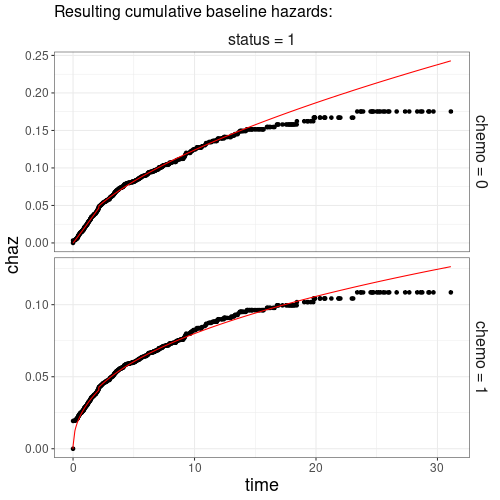 Resulting cumulative baseline hazards:
status = 1
0.25
0.20
0.15
0.10
0.05
0.00
chemo = 0
chaz
0.10
0.05
0.00
chemo = 1
0
10
20
30
time